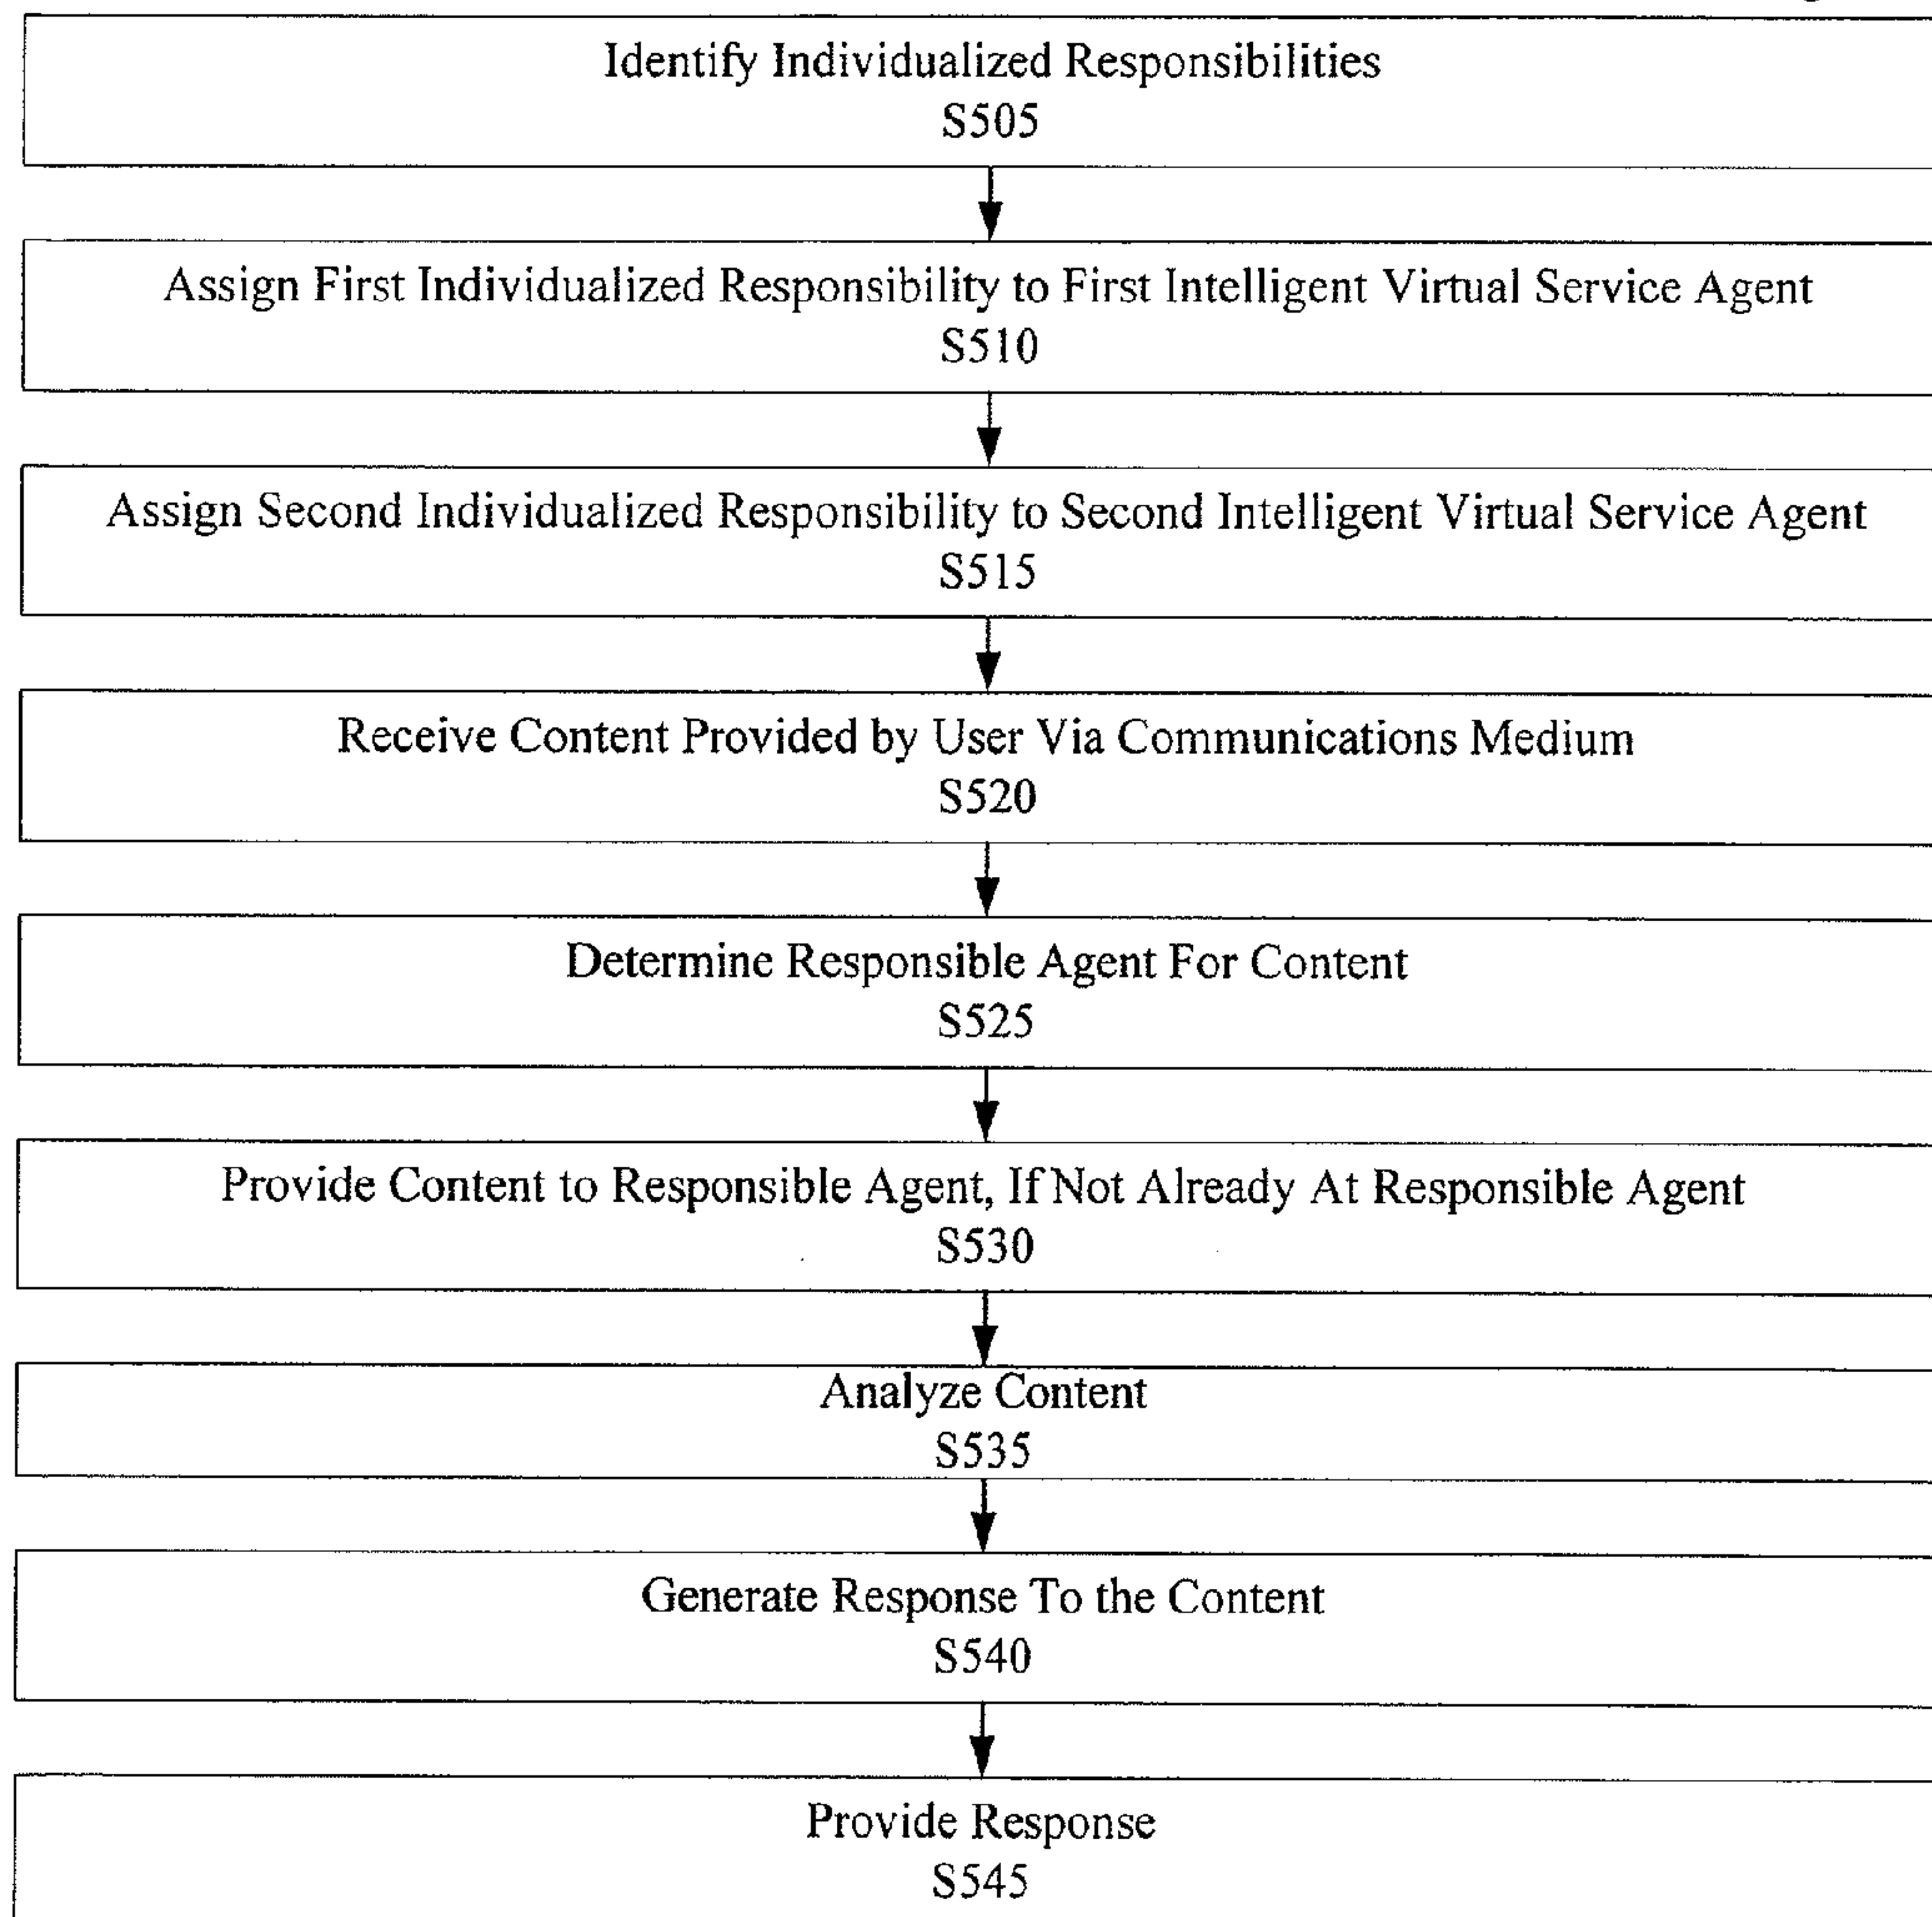 Identify Individualized Responsibilities
S505
Assign First Individualized Responsibility to First Intelligent Virtual Service Agent
S510
Assign Second Individualized Responsibility to Second Intelligent Virtual Service Agent
S515
Receive Content Provided by User Via Communications Medium
S520
Determine Responsible Agent For Content
S525
Provide Content to Responsible Agent, If Not Already At Responsible Agent
S530
Analyze Content
S535
Generate Response To the Content
S540
Provide Response
S545